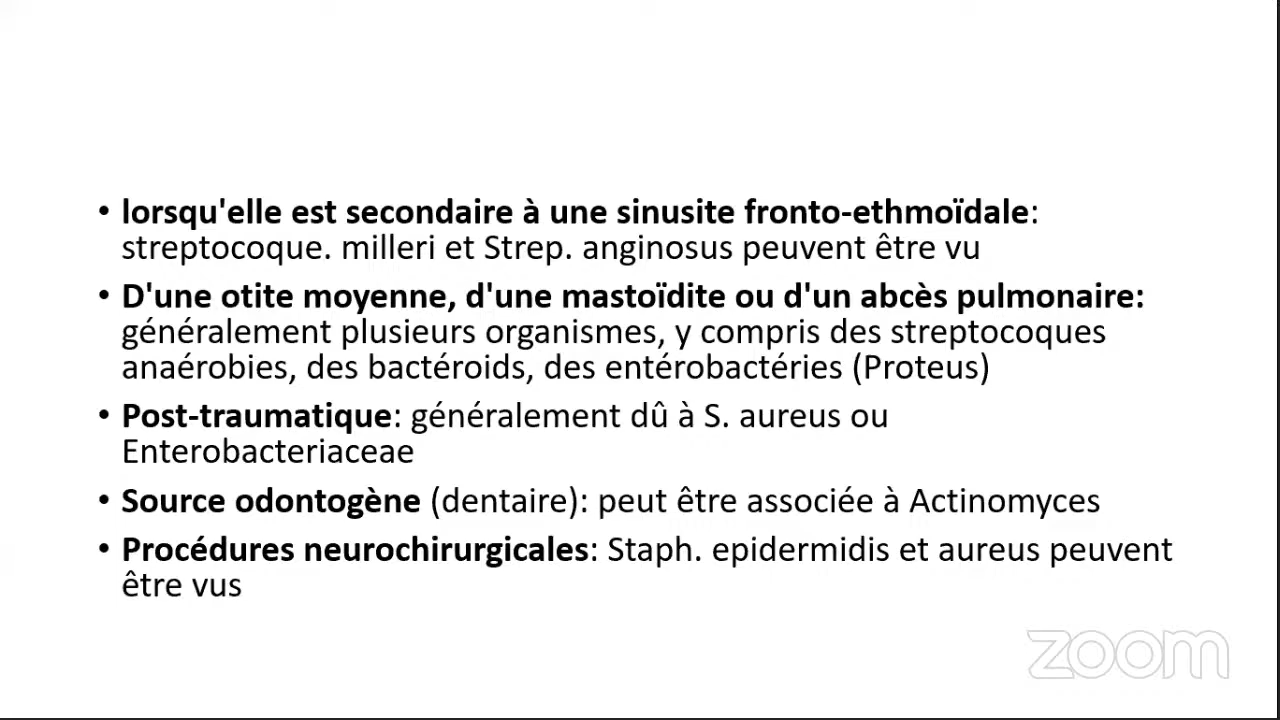 • lorsqu'elle est secondaire à une sinusite fronto-ethmoïdale:
streptocoque. milleri et Strep. anginosus peuvent être vu
• D'une otite moyenne, d'une mastoïdite ou d'un abcès pulmonaire:
généralement plusieurs organismes, y compris des streptocoques
anaérobies, des bactéroids, des entérobactéries (Proteus)
• Post-traumatique: généralement dû à S. aureus ou
Enterobacteriaceae
• Source odontogène (dentaire): peut être associée à Actinomyces
• Procédures neurochirurgicales: Staph. epidermidis et aureus peuvent
être vus
zoom